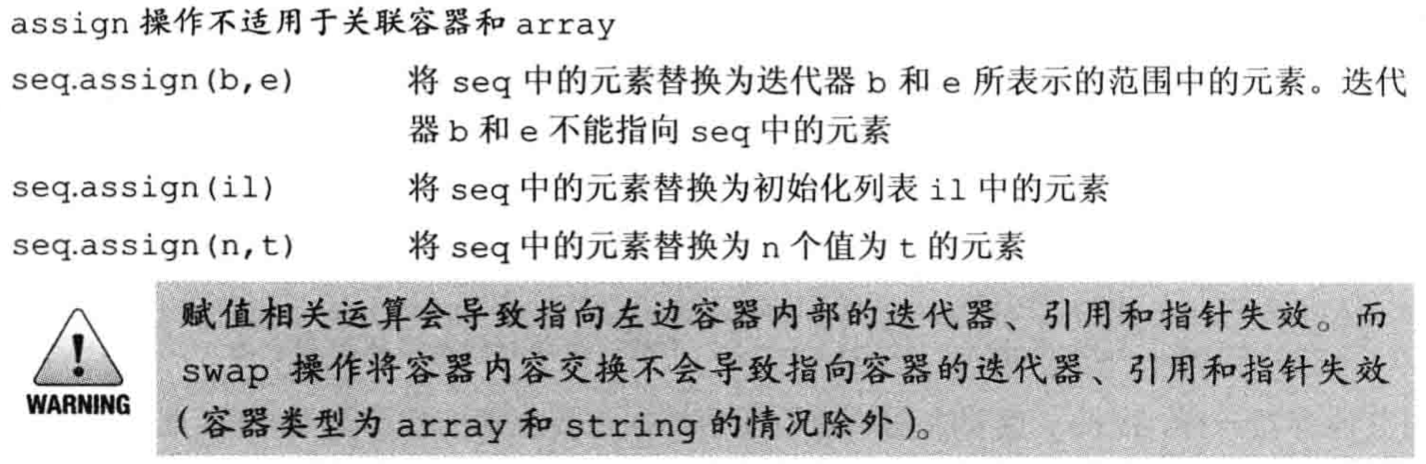 assign 操作不适用于关联容器和 array
seq.assign(b,e) 将 seq 中的元素替换为迭代器 b 和 e 所表示的范围中的元素。迭代
器 b 和 e 不能指向 seq 中的元素
seq.assign(il) 将 seq 中的元素替换为初始化列表 il 中的元素
seq.assign(n,t) 将 seq 中的元素替换为 n 个值为 t 的元素
赋值相关运算会导致指向左边容器内部的迭代器、引用和指针失效。而
swap 操作将容器内容交换不会导致指向容器的迭代器、引用和指针失效
WARNING
(容器类型为 array 和 string 的情况除外)。